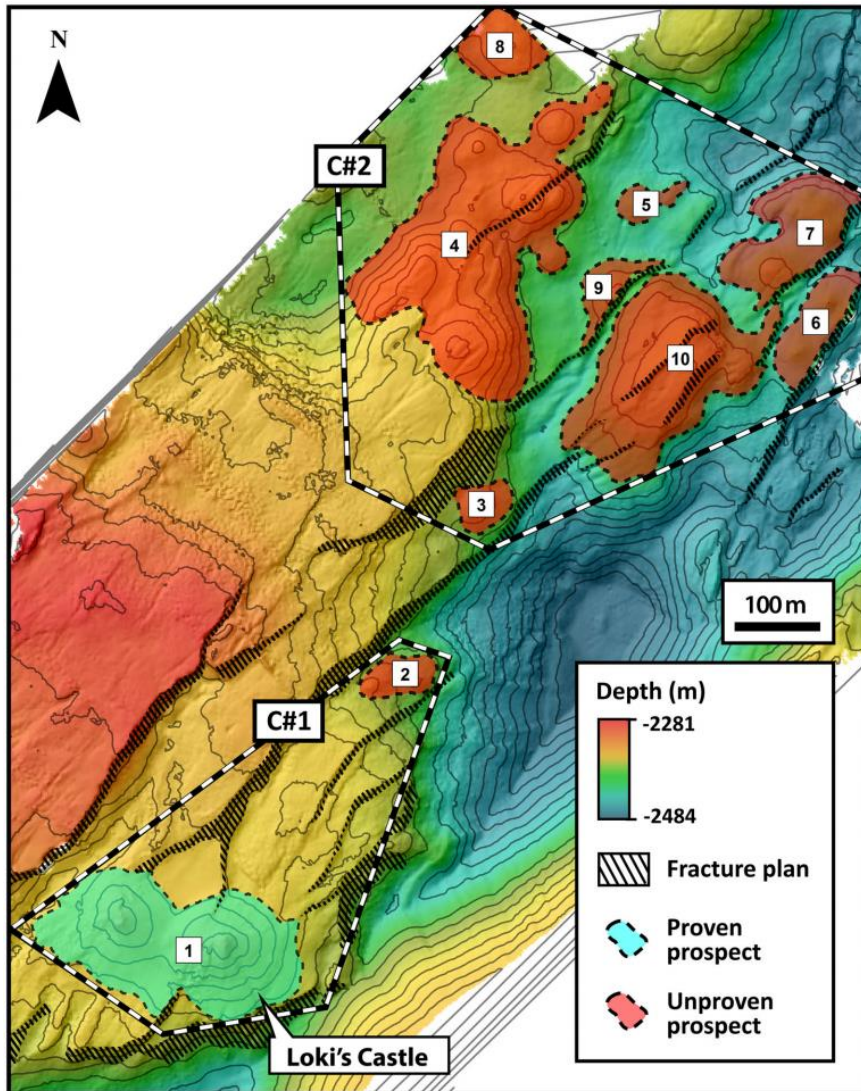 N
8
C#2
5
4
7
9
6
10
3
100 m
2
Depth (m)
C#1
-2281
-2484
Fracture plan
1
Proven
prospect
Unproven
prospect
Loki's Castle